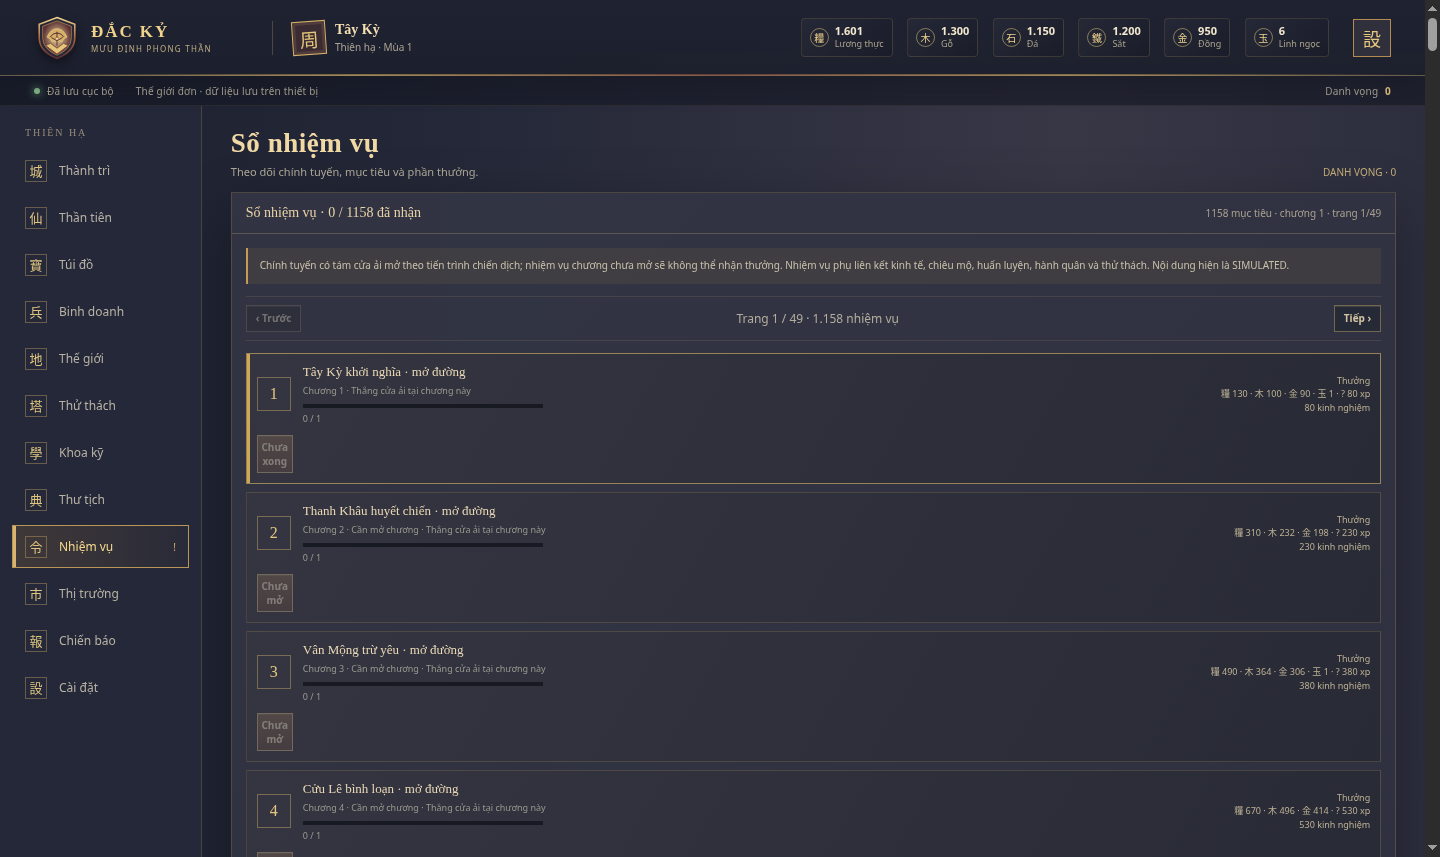 ĐẮC KỶ
MƯU ĐỊNH PHONG THẦN
周
Tây Kỳ
Thiên hạ · Mùa 1
糧 1.601 Lương thực
木 1.300 Gỗ
石 1.150 Đá
鐵 1.200 Sắt
金 950 Đồng
玉 6 Linh ngọc
設
Đã lưu cục bộ
Thế giới đơn · dữ liệu lưu trên thiết bị
Danh vọng 0
THIÊN HẠ
城 Thành trì
仙 Thần tiên
寶 Túi đồ
兵 Binh doanh
地 Thế giới
塔 Thử thách
學 Khoa kỹ
典 Thư tịch
令 Nhiệm vụ !
市 Thị trường
報 Chiến báo
設 Cài đặt
Sổ nhiệm vụ
Theo dõi chính tuyến, mục tiêu và phần thưởng.
DANH VỌNG · 0
Sổ nhiệm vụ · 0 / 1158 đã nhận
1158 mục tiêu · chương 1 · trang 1/49
Chính tuyến có tám cửa ải mở theo tiến trình chiến dịch; nhiệm vụ chương chưa mở sẽ không thể nhận thưởng. Nhiệm vụ phụ liên kết kinh tế, chiêu mộ, huấn luyện, hành quân và thử thách. Nội dung hiện là SIMULATED.
‹ Trước
Trang 1 / 49 · 1.158 nhiệm vụ
Tiếp ›
1
Tây Kỳ khởi nghĩa · mở đường
Chương 1 · Thắng cửa ải tại chương này
0 / 1
Thưởng
糧 130 · 木 100 · 金 90 · 玉 1 · ? 80 xp
80 kinh nghiệm
Chưa
xong
2
Thanh Khâu huyết chiến · mở đường
Chương 2 · Cần mở chương · Thắng cửa ải tại chương này
0 / 1
Thưởng
糧 310 · 木 232 · 金 198 · ? 230 xp
230 kinh nghiệm
Chưa
mở
3
Vân Mộng trừ yêu · mở đường
Chương 3 · Cần mở chương · Thắng cửa ải tại chương này
0 / 1
Thưởng
糧 490 · 木 364 · 金 306 · 玉 1 · ? 380 xp
380 kinh nghiệm
Chưa
mở
4
Cửu Lê bình loạn · mở đường
Chương 4 · Cần mở chương · Thắng cửa ải tại chương này
0 / 1
Thưởng
糧 670 · 木 496 · 金 414 · ? 530 xp
530 kinh nghiệm